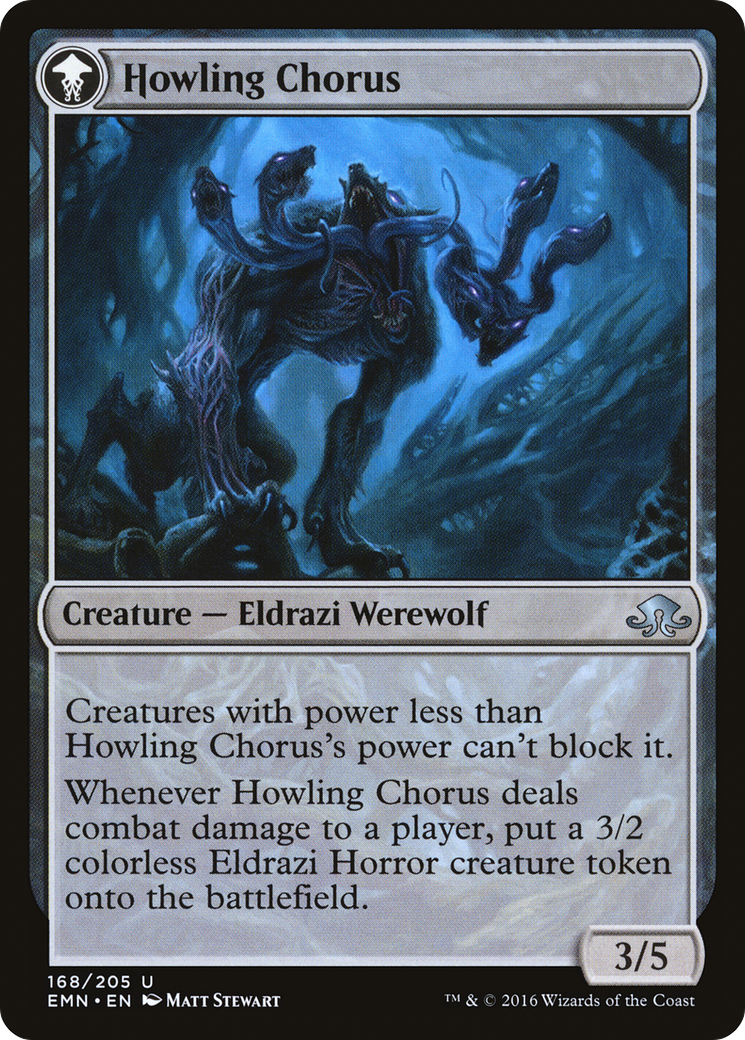 Howling Chorus
Creature — Eldrazi Werewolf
Creatures with power less than
Howling Chorus's power can't block it.
Whenever Howling Chorus deals
combat damage to a player, put a 3/2
colorless Eldrazi Horror creature token
onto the battlefield.
3/5
168/205 U
EMN • EN Matt Stewart
™ & © 2016 Wizards of the Coast